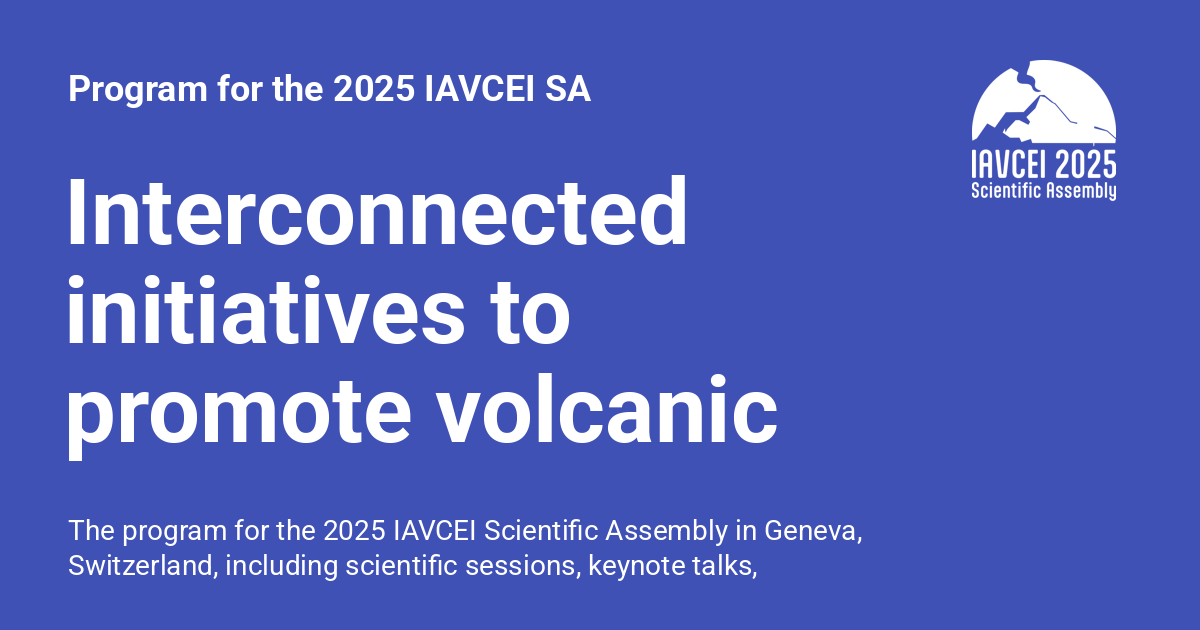 Program for the 2025 IAVCEI SA
IAVCEI 2025
Scientific Assembly
Interconnected
initiatives to
promote volcanic
The program for the 2025 IAVCEI Scientific Assembly in Geneva,
Switzerland, including scientific sessions, keynote talks,